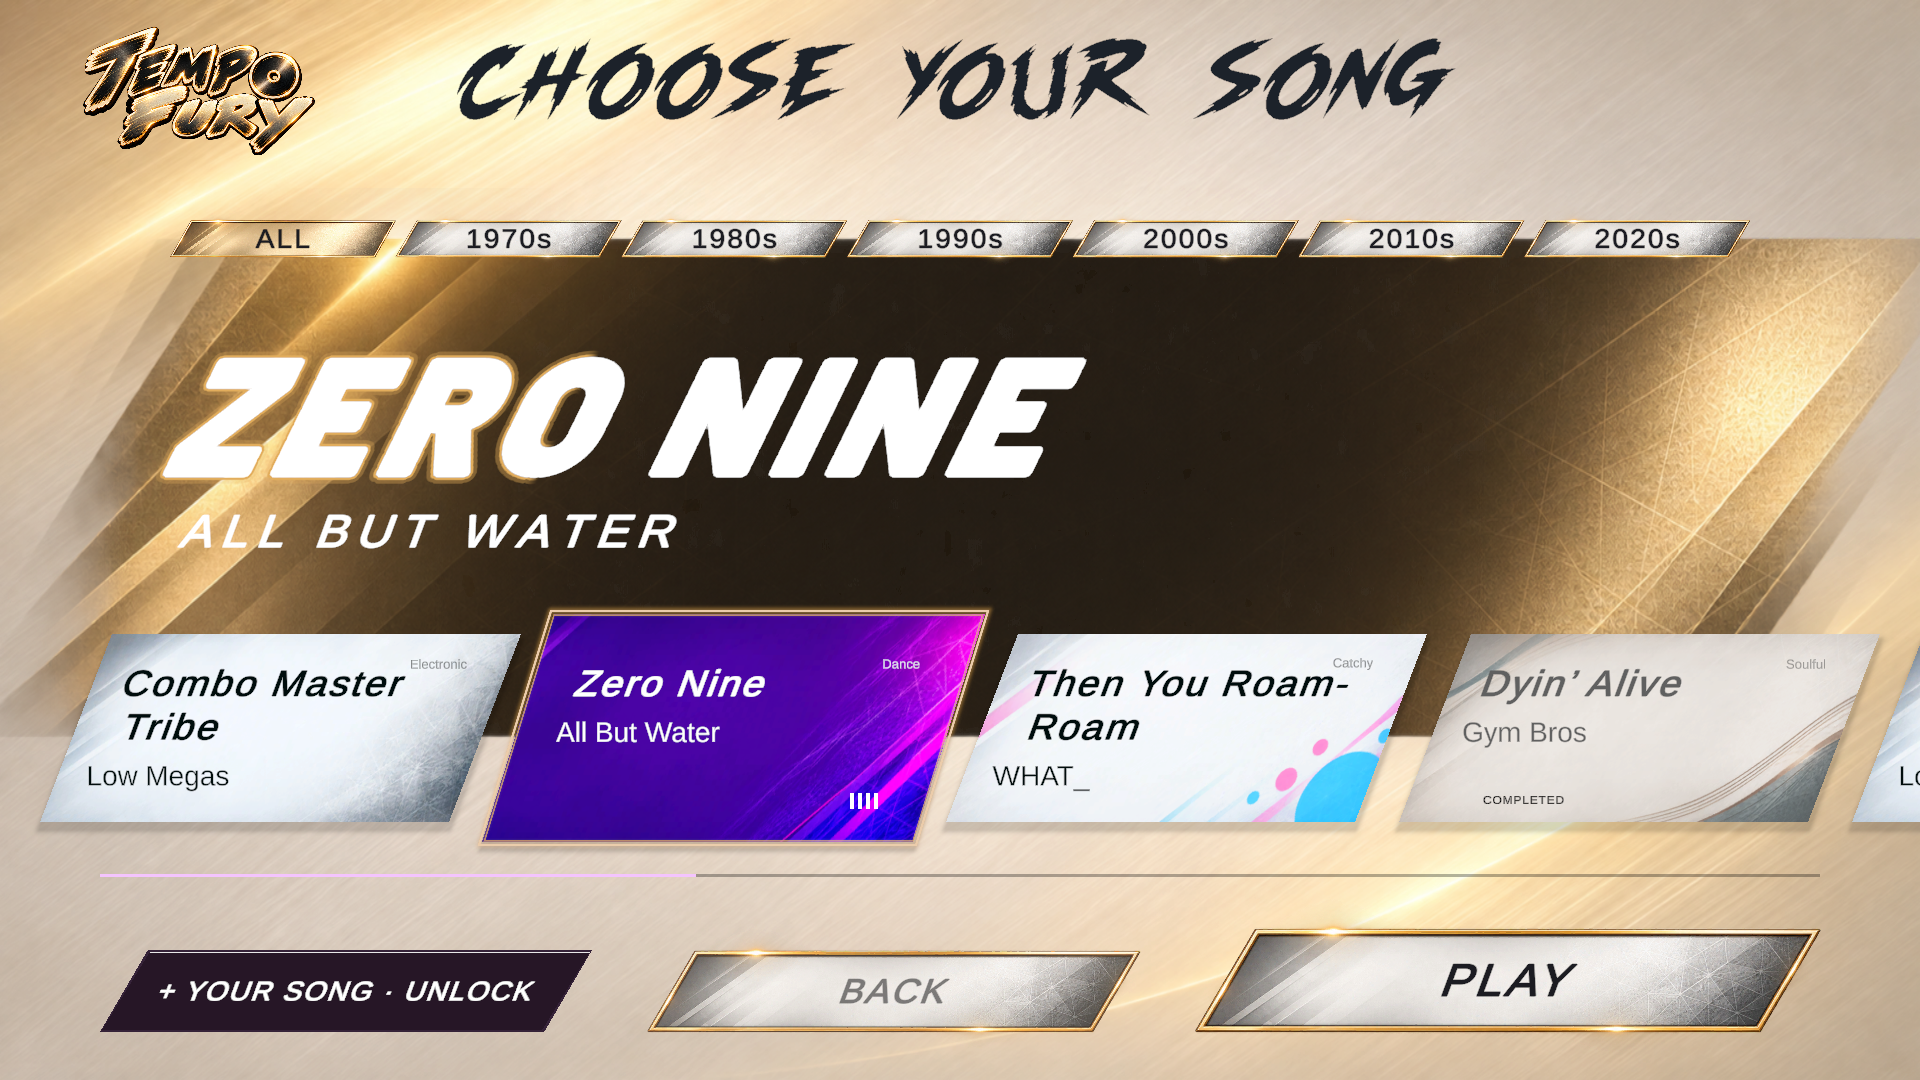 TEMPO
FURY
CHOOSE YOUR SONG
ALL
1970s
1980s
1990s
2000s
2010s
2020s
ZERO NINE
ALL BUT WATER
Combo Master
Tribe
Electronic
Low Megas
Zero Nine
Dance
All But Water
Then You Roam-
Roam
Catchy
WHAT_
Dyin’ Alive
Soulful
Gym Bros
COMPLETED
+ YOUR SONG · UNLOCK
BACK
PLAY